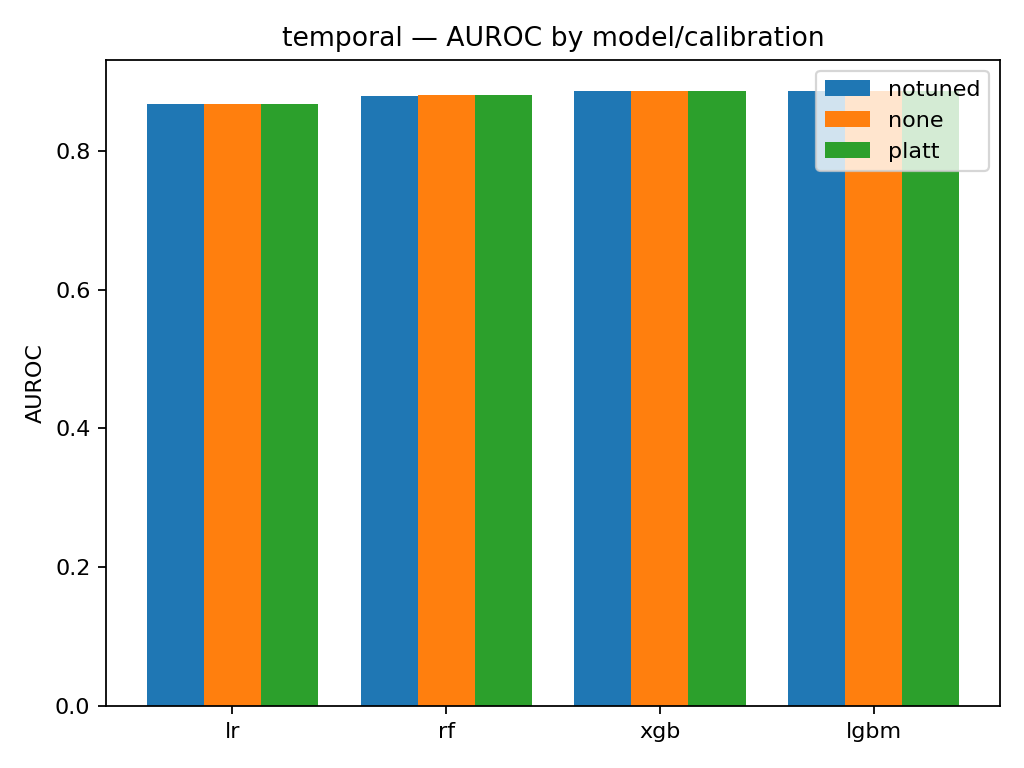 temporal — AUROC by model/calibration
notuned
none
platt
0.8
0.6
0.4
0.2
0.0
AUROC
lr
rf
xgb
lgbm